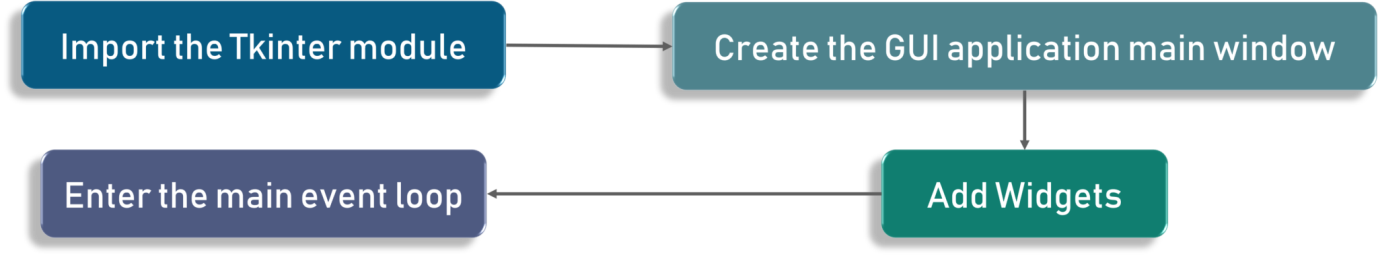 Import the Tkinter module
Create the GUI application main window
Add Widgets
Enter the main event loop